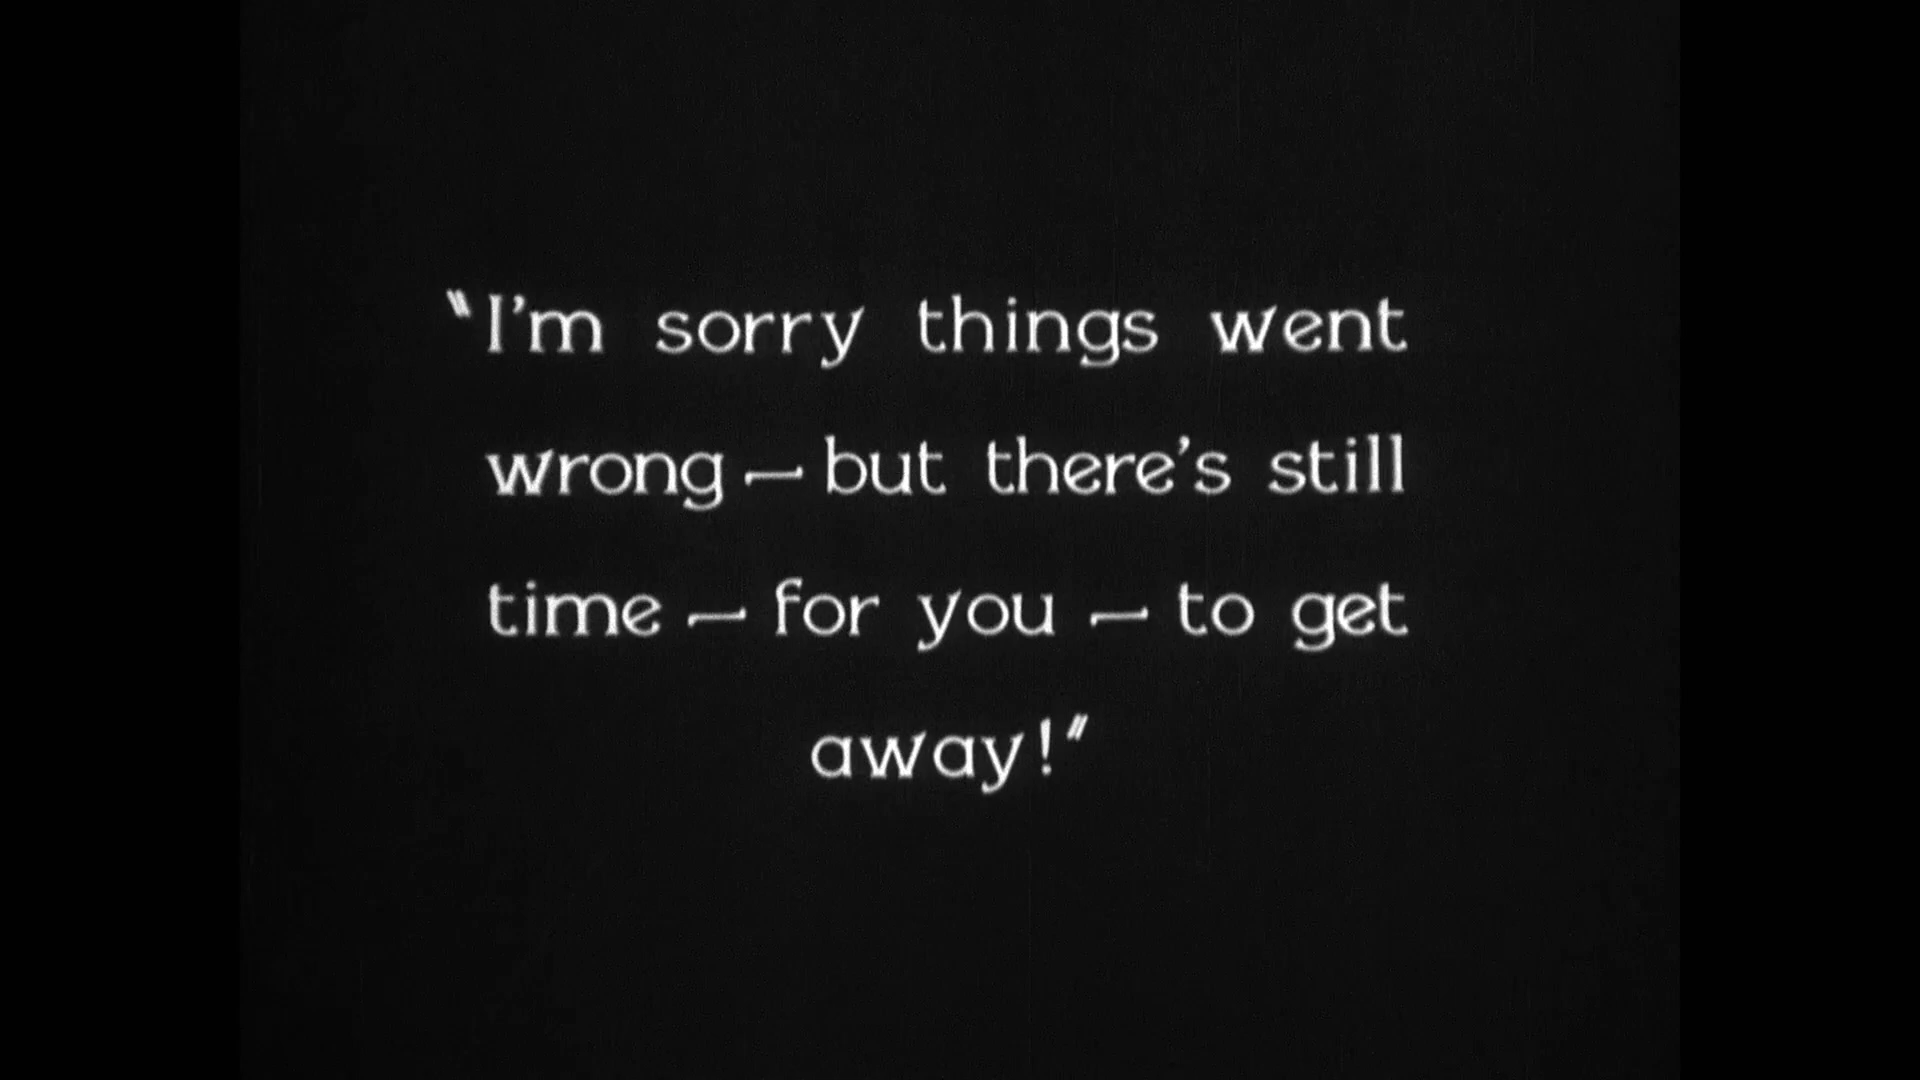 "I'm sorry things went
wrong — but there's still
time — for you — to get
away!"